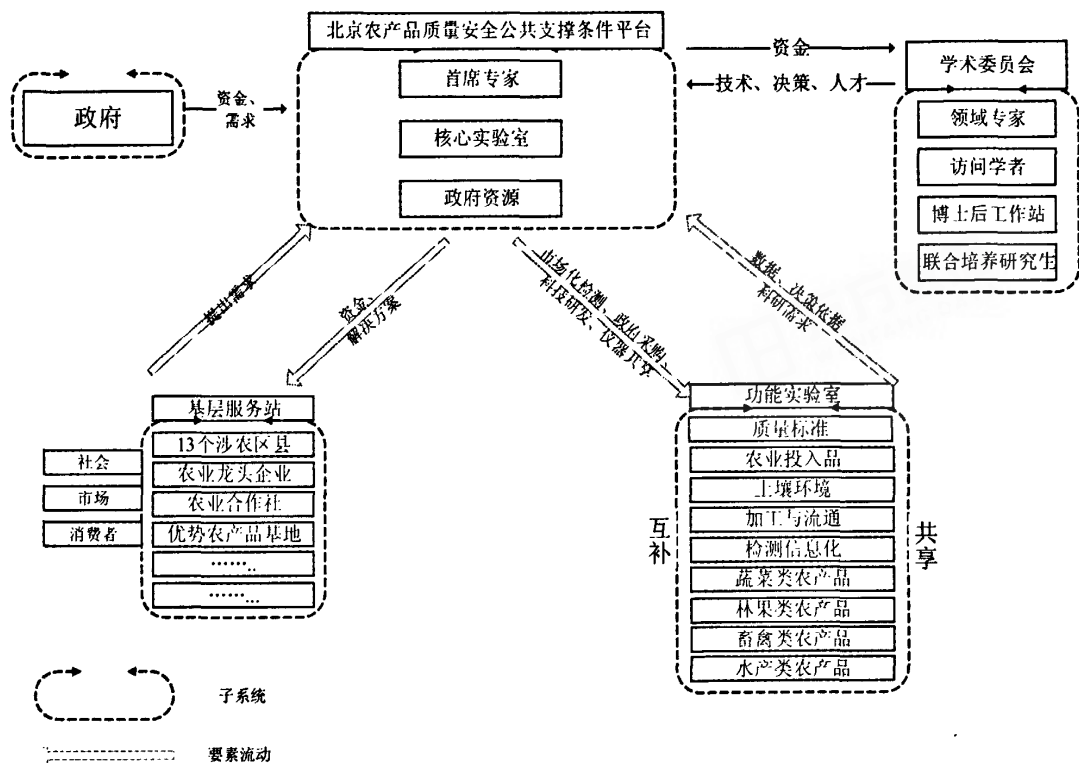 北京农产品质量安全公共支撑条件平台
首席专家
核心实验室
政府资源
政府
资金、
需求
资金
技术、决策、人才
学术委员会
领域专家
访问学者
博士后工作站
联合培养研究生
提出需求
资金、
解决方案
市场化检测、政府采购、
科技研发、仪器共享
数据、决策依据
科研需求
基层服务站
13个涉农区县
农业龙头企业
农业合作社
优势农产品基地
……..
……...
社会
市场
消费者
功能实验室
质量标准
农业投入品
土壤环境
加工与流通
检测信息化
蔬菜类农产品
林果类农产品
畜禽类农产品
水产类农产品
互补
共享
子系统
要素流动